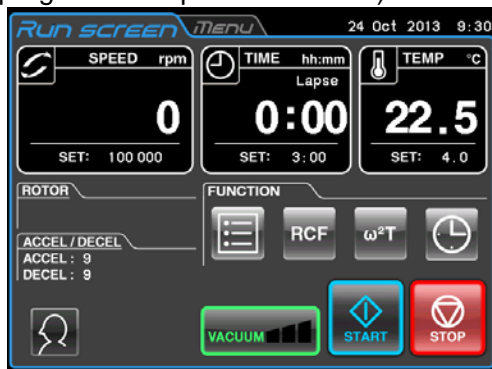 Run screen Menu 24 Oct 2013 9:30
SPEED rpm
0
SET: 100 000
TIME hh:mm
Lapse
0:00
SET: 3:00
TEMP °C
22.5
SET: 4.0
ROTOR
ACCEL/DECEL
ACCEL: 9
DECEL: 9
FUNCTION
RCF
ω²T
VACUUM
START
STOP